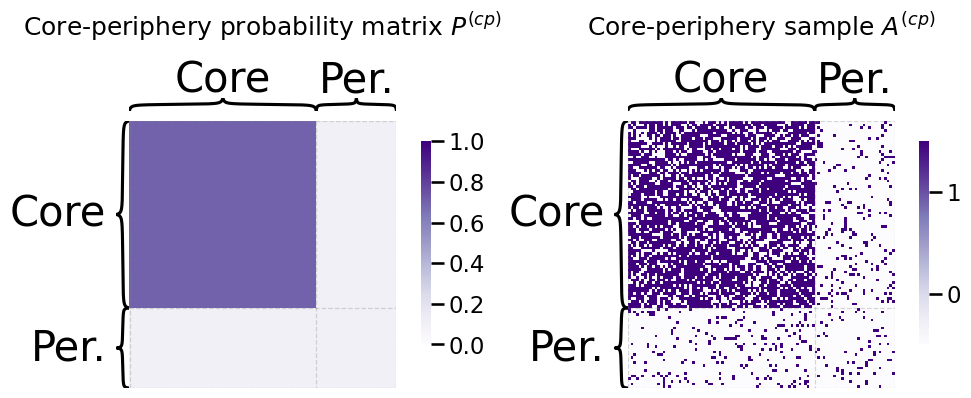 Core-periphery probability matrix P^(cp)
Core Per.
Core
Per.
1.0
0.8
0.6
0.4
0.2
0.0
Core-periphery sample A^(cp)
Core Per.
Core
Per.
1
0